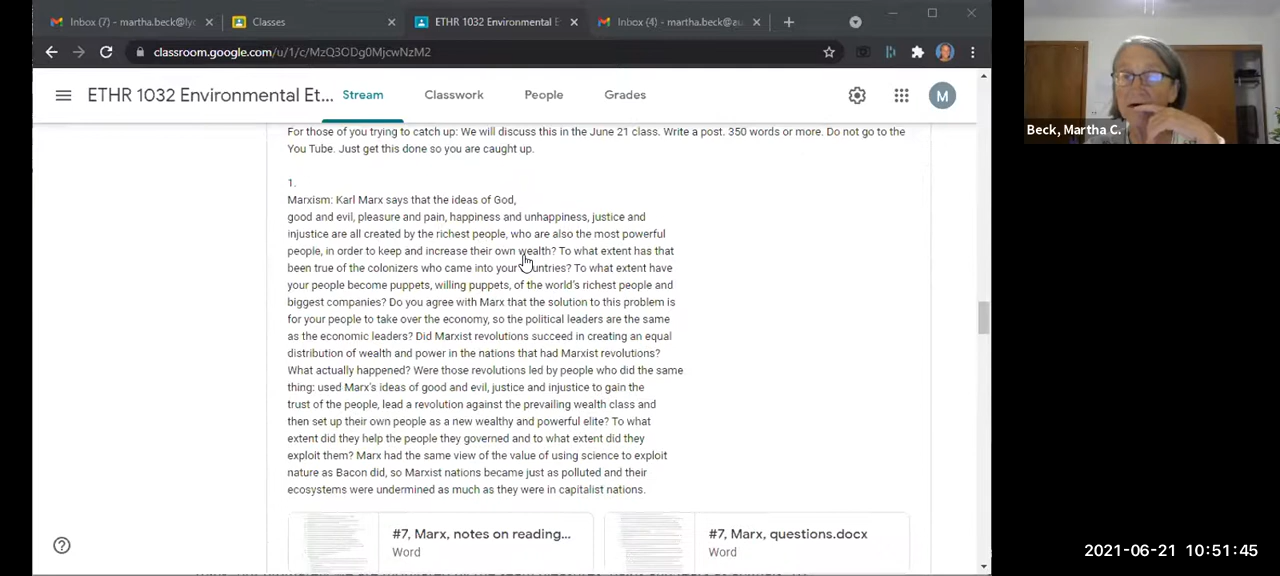 Inbox (7) - martha.beck@ly
Classes
ETHR 1032 Environmental E
Inbox (4) - martha.beck@
classroom.google.com/u/1/c/MzQ3ODg0MjcwNzM2
ETHR 1032 Environmental Et...
Stream
Classwork
People
Grades
M
Beck, Martha C.
For those of you trying to catch up: We will discuss this in the June 21 class. Write a post. 350 words or more. Do not go to the
You Tube. Just get this done so you are caught up.
1.
Marxism: Karl Marx says that the ideas of God,
good and evil, pleasure and pain, happiness and unhappiness, justice and
injustice are all created by the richest people, who are also the most powerful
people, in order to keep and increase their own wealth? To what extent has that
been true of the colonizers who came into your countries? To what extent have
your people become puppets, willing puppets, of the world's richest people and
biggest companies? Do you agree with Marx that the solution to this problem is
for your people to take over the economy, so the political leaders are the same
as the economic leaders? Did Marxist revolutions succeed in creating an equal
distribution of wealth and power in the nations that had Marxist revolutions?
What actually happened? Were those revolutions led by people who did the same
thing: used Marx's ideas of good and evil, justice and injustice to gain the
trust of the people, lead a revolution against the prevailing wealth class and
then set up their own people as a new wealthy and powerful elite? To what
extent did they help the people they governed and to what extent did they
exploit them? Marx had the same view of the value of using science to exploit
nature as Bacon did, so Marxist nations became just as polluted and their
ecosystems were undermined as much as they were in capitalist nations.
#7, Marx, notes on reading...
Word
#7, Marx, questions.docx
Word
2021-06-21 10:51:45